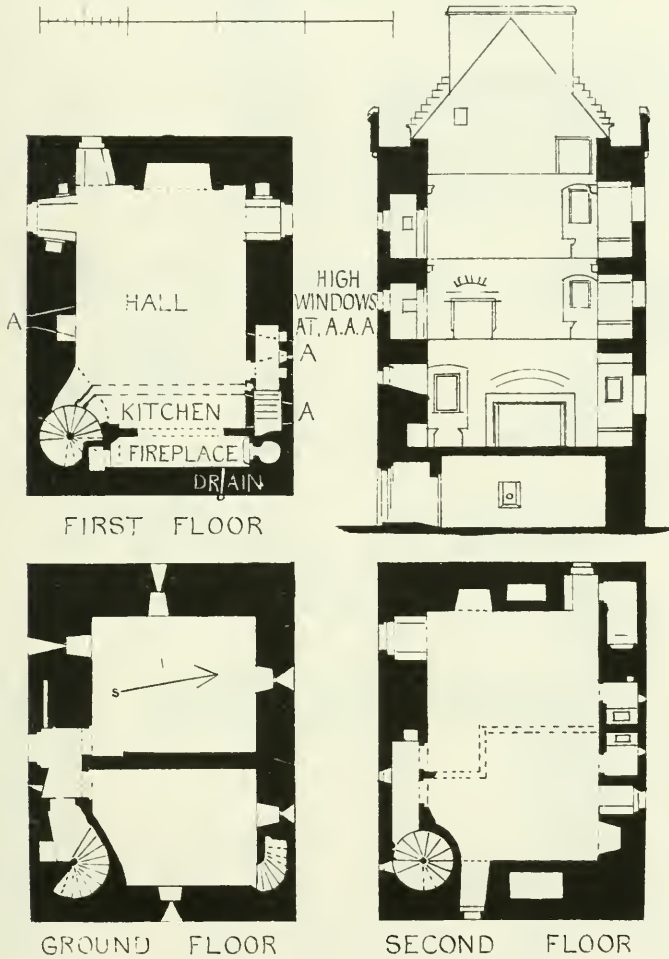 HALL
A
HIGH
WINDOWS
AT, A.A.A
A
KITCHEN
A
FIREPLACE
DRAIN
FIRST FLOOR
S
GROUND FLOOR
SECOND FLOOR